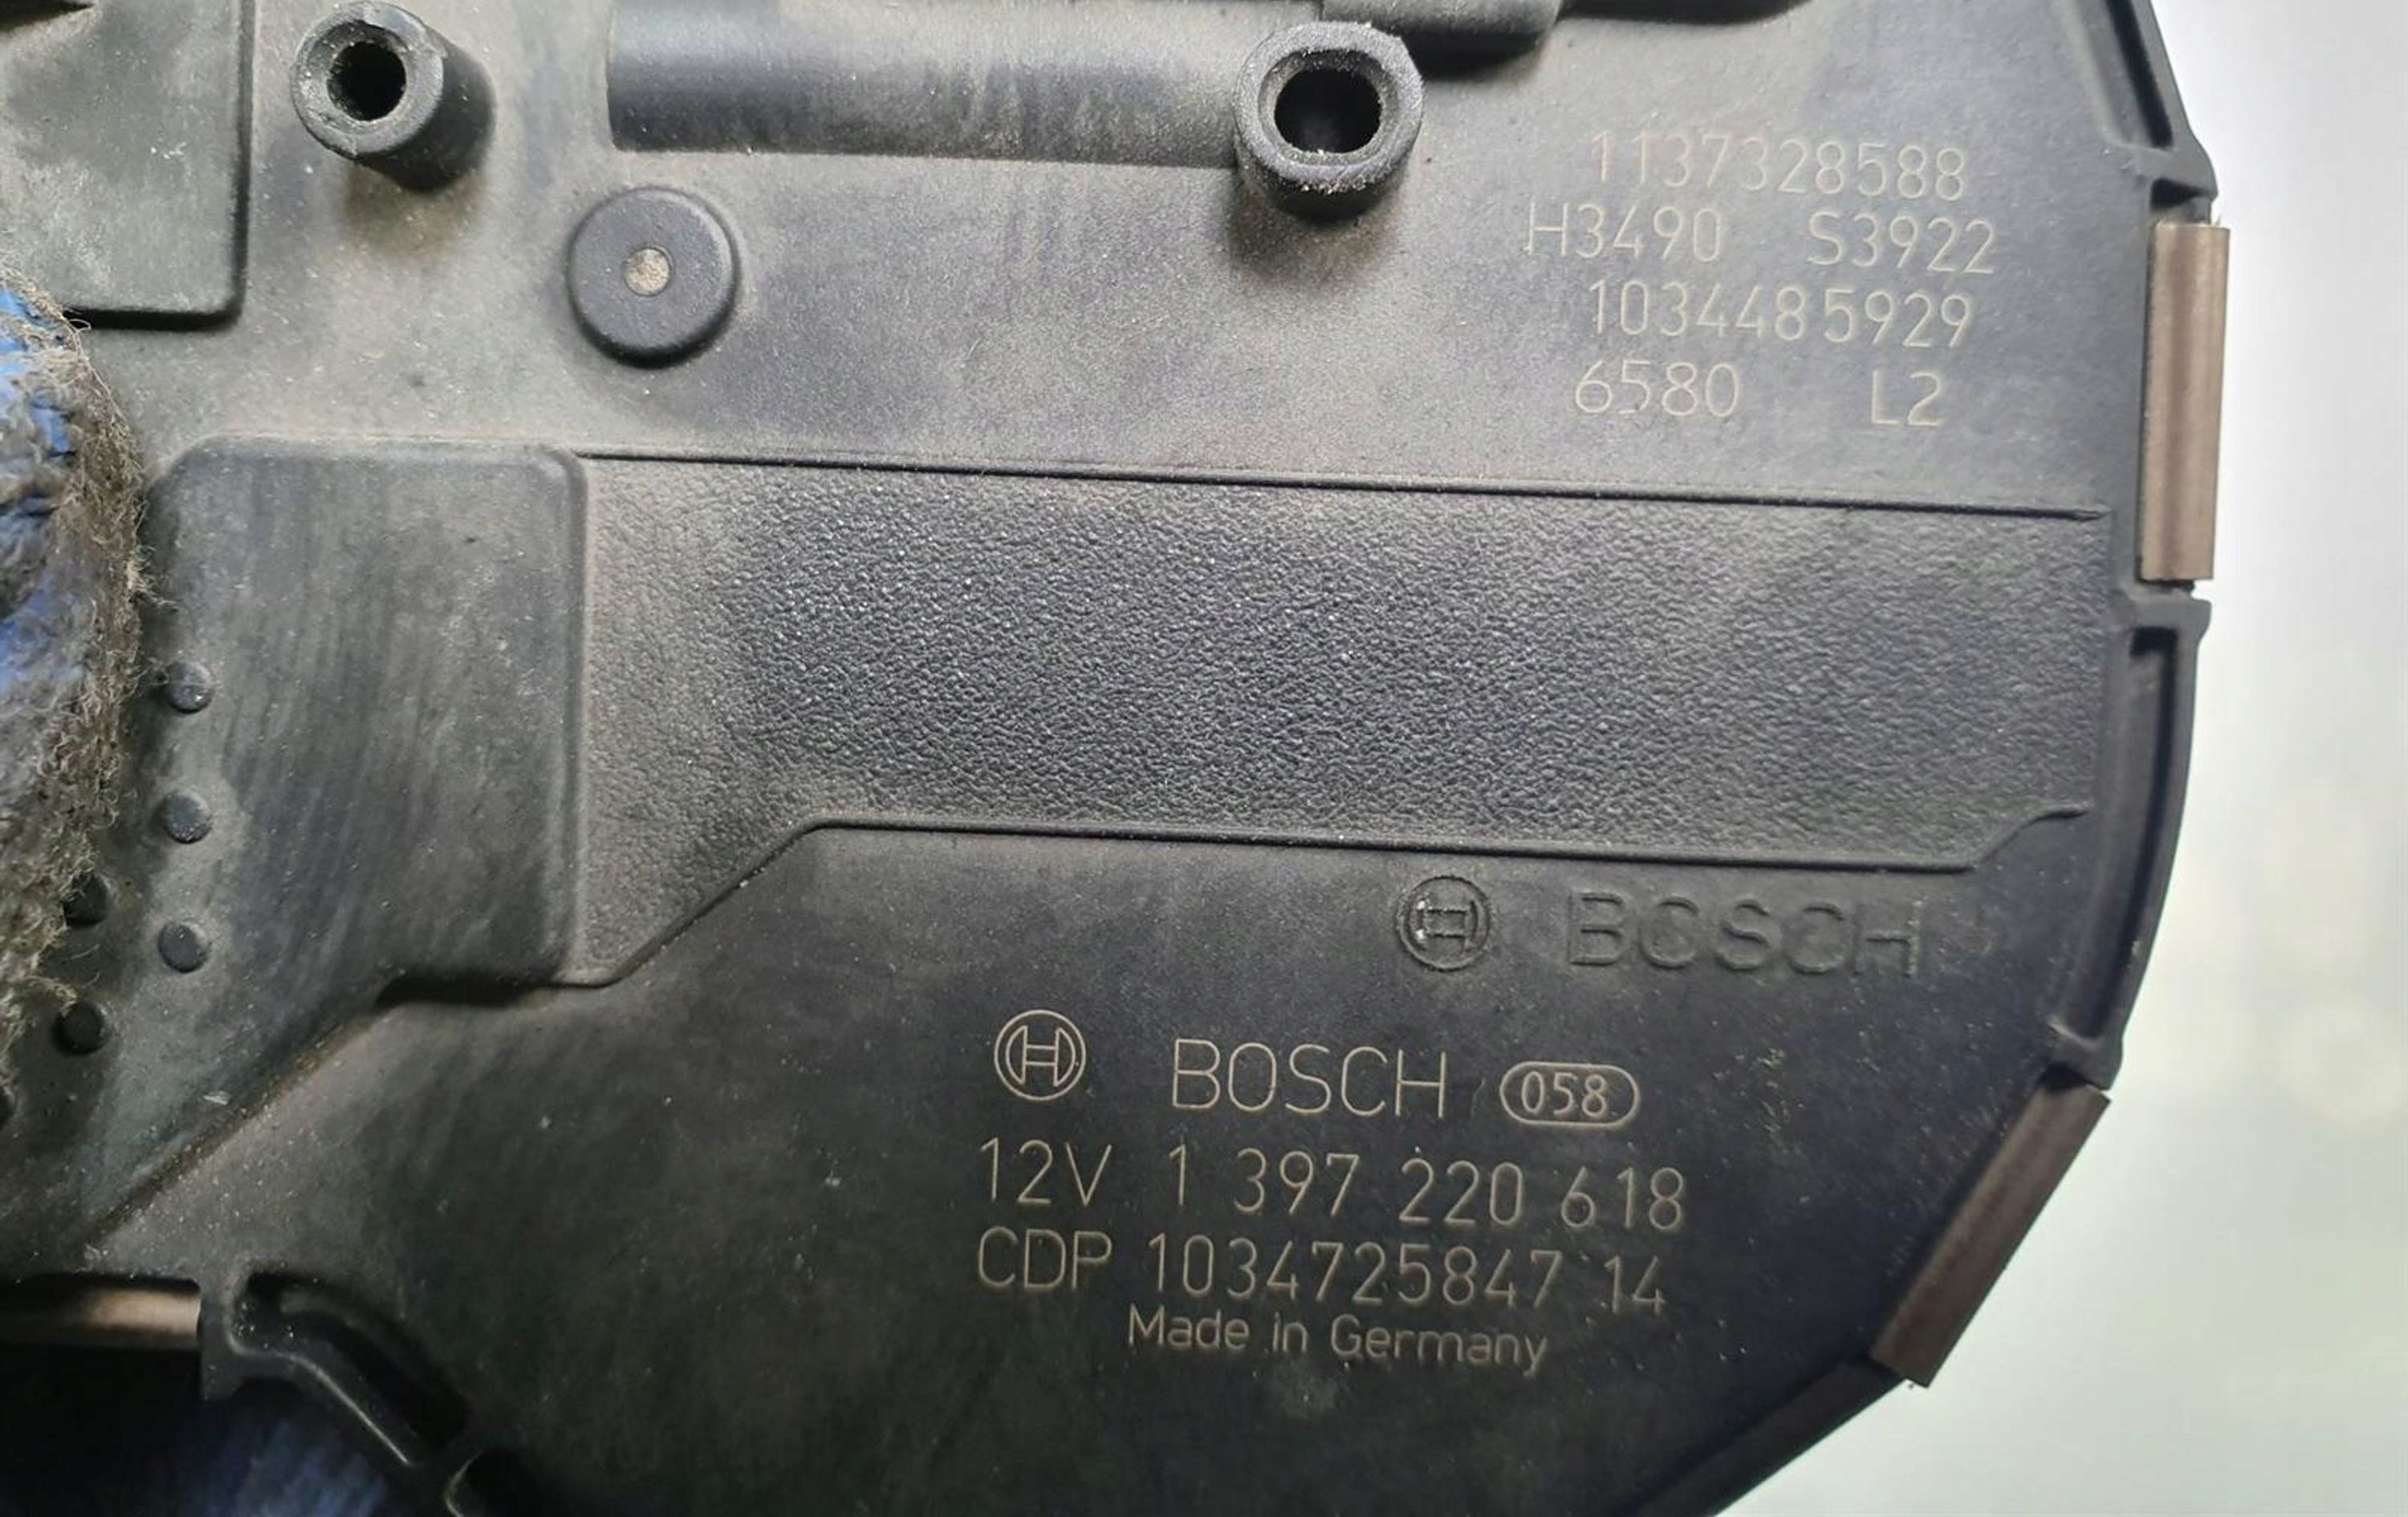 1137328588
H3490 S3922
1034485929
6580 L2
BOSCH
BOSCH 058
12V 1 397 220 618
CDP 1034725847 14
Made in Germany